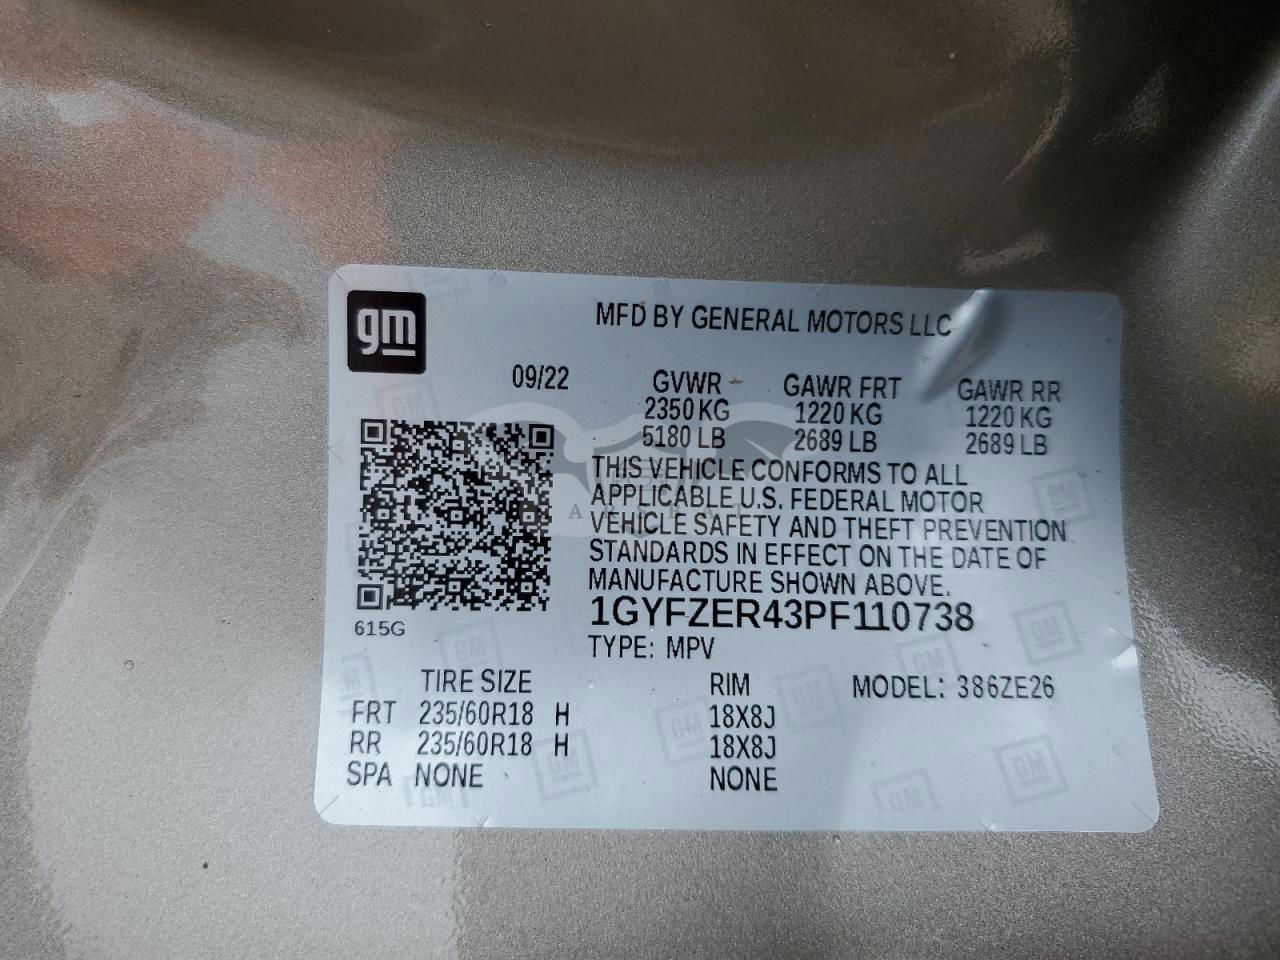 gm
MFD BY GENERAL MOTORS LLC
09/22
GVWR GAWR FRT GAWR RR
2350 KG 1220 KG 1220 KG
5180 LB 2689 LB 2689 LB
THIS VEHICLE CONFORMS TO ALL
APPLICABLE U.S. FEDERAL MOTOR
VEHICLE SAFETY AND THEFT PREVENTION
STANDARDS IN EFFECT ON THE DATE OF
MANUFACTURE SHOWN ABOVE.
1GYFZER43PF110738
615G
TYPE: MPV
TIRE SIZE RIM MODEL: 386ZE26
FRT 235/60R18 H 18X8J
RR 235/60R18 H 18X8J
SPA NONE NONE